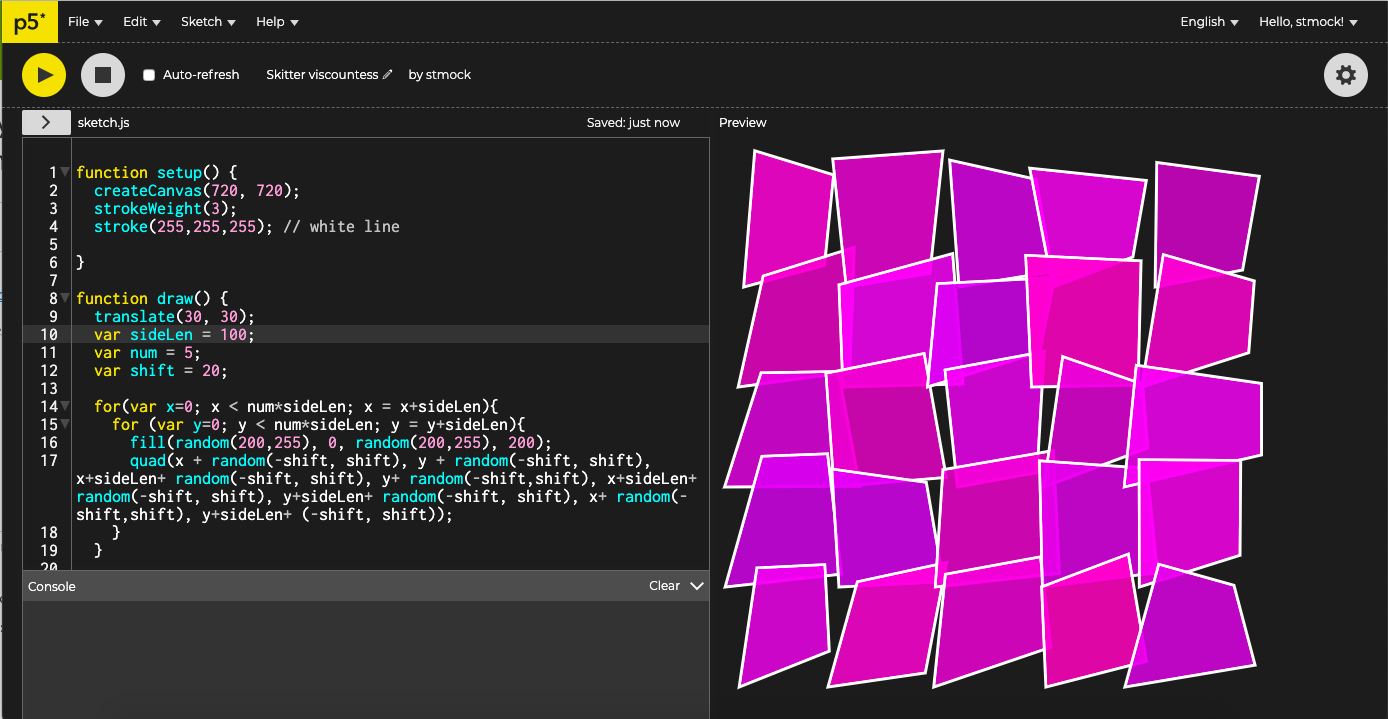 p5* File Edit Sketch Help English Hello, stmock!
Auto-refresh Skitter viscountess by stmock
sketch.js Saved: just now Preview
1 function setup() {
2 createCanvas(720, 720);
3 strokeWeight(3);
4 stroke(255,255,255); // white line
5
6 }
7
8 function draw() {
9 translate(30, 30);
10 var sideLen = 100;
11 var num = 5;
12 var shift = 20;
13
14 for(var x=0; x < num*sideLen; x = x+sideLen){
15 for (var y=0; y < num*sideLen; y = y+sideLen){
16 fill(random(200,255), 0, random(200,255), 200);
17 quad(x + random(-shift, shift), y + random(-shift, shift),
x+sideLen+ random(-shift, shift), y+ random(-shift,shift), x+sideLen+
random(-shift, shift), y+sideLen+ random(-shift, shift), x+ random(-
shift,shift), y+sideLen+ (-shift, shift));
18 }
19 }
20
Console Clear